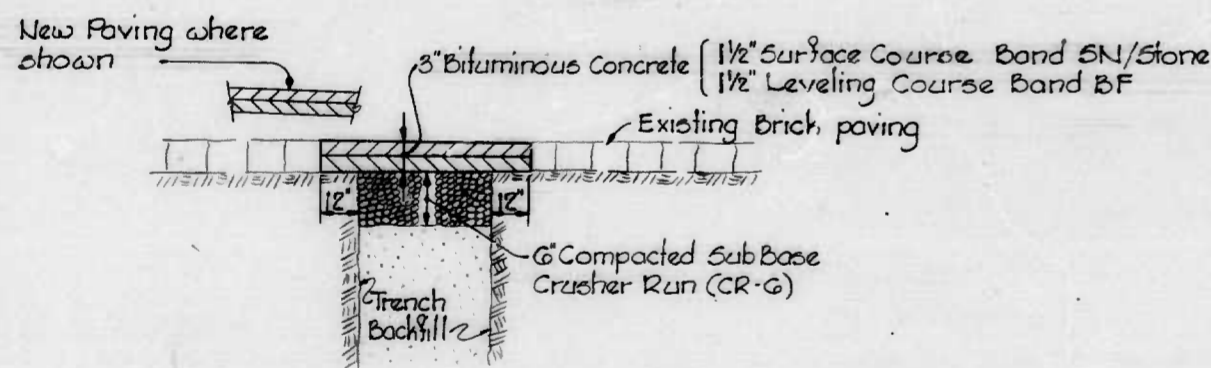 New Paving where
shown
3" Bituminous Concrete { 1½" Surface Course Band SN/Stone
1½" Leveling Course Band BF
Existing Brick paving
12" 12"
6" Compacted Sub Base
Crusher Run (CR-6)
Trench
Backfill